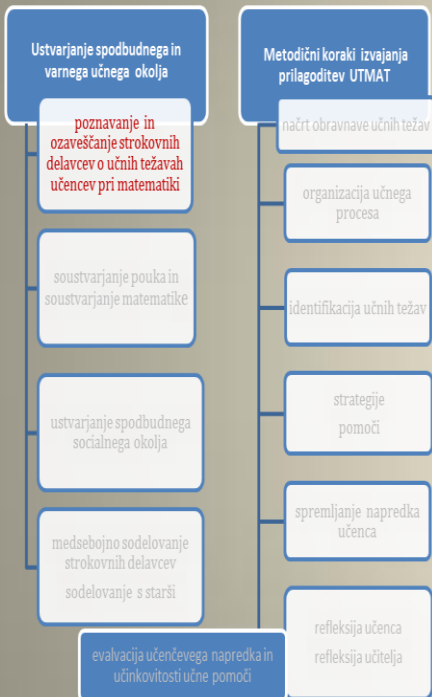 Ustvarjanje spodbudnega in
varnega učnega okolja
poznavanje in
ozaveščanje strokovnih
delavcev o učnih težavah
učencev pri matematiki
soustvarjanje pouka in
soustvarjanje matematike
ustvarjanje spodbudnega
socialnega okolja
medsebojno sodelovanje
strokovnih delavcev
sodelovanje s starši
Metodični koraki izvajanja
prilagoditev UTMAT
načrt obravnave učnih težav
organizacija učnega
procesa
identifikacija učnih težav
strategije
pomoči
spremljanje napredka
učenca
refleksija učenca
refleksija učitelja
evalvacija učenčevega napredka in
učinkovitosti učne pomoči